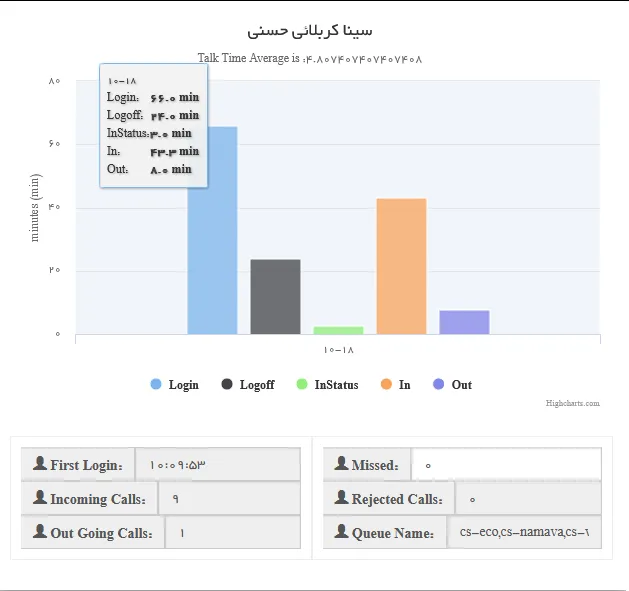 سینا کربلائی حسنی
Talk Time Average is :۴.۸۰۷۴۰۷۴۰۷۴۰۷۴۰۸
۱۰-۱۸
Login: ۶۶.۰ min
Logoff: ۲۴.۰ min
InStatus: ۳.۰ min
In: ۴۳.۳ min
Out: ۸.۰ min
minutes (min)
۸۰
۶۰
۴۰
۲۰
۰
۱۰-۱۸
Login Logoff InStatus In Out
Highcharts.com
First Login: ۱۰:۰۹:۵۳
Missed: ۰
Incoming Calls: ۹
Rejected Calls: ۰
Out Going Calls: ۱
Queue Name: cs-eco,cs-namava,cs-۷